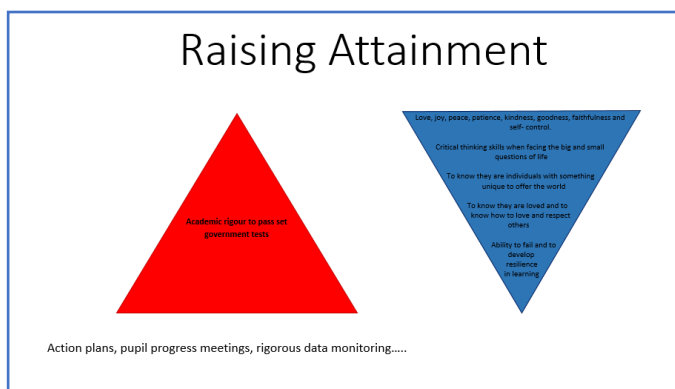 Raising Attainment
Academic rigour to pass set
government tests
Love, joy, peace, patience, kindness, goodness, faithfulness and
self- control.
Critical thinking skills when facing the big and small
questions of life
To know they are individuals with something
unique to offer the world
To know they are loved and to
know how to love and respect
others
Ability to fail and to
develop
resilience
in learning
Action plans, pupil progress meetings, rigorous data monitoring.....